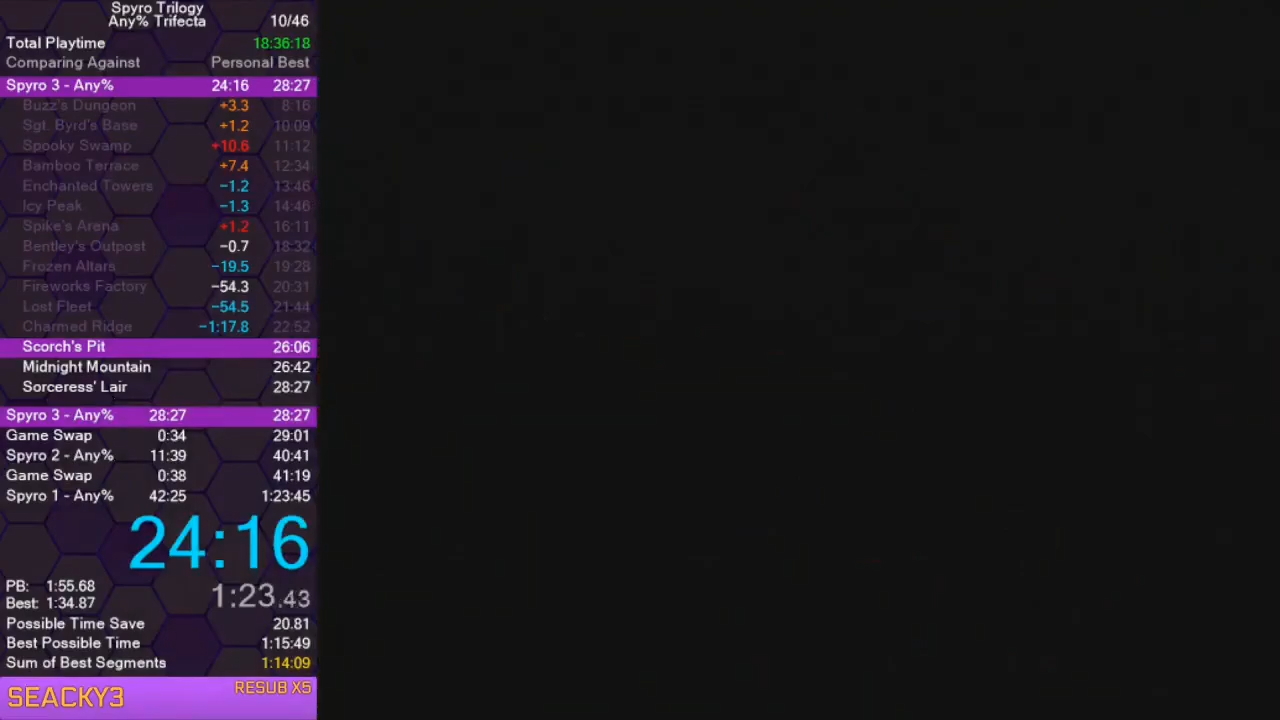 Spyro Trilogy
Any% Trifecta 10/46
Total Playtime 18:36:18
Comparing Against Personal Best
Spyro 3 - Any% 24:16 28:27
Buzz's Dungeon +3.3 8:16
Sgt. Byrd's Base +1.2 10:09
Spooky Swamp +10.6 11:12
Bamboo Terrace +7.4 12:34
Enchanted Towers −1.2 13:46
Icy Peak −1.3 14:46
Spike's Arena +1.2 16:11
Bentley's Outpost −0.7 18:32
Frozen Altars −19.5 19:28
Fireworks Factory −54.3 20:31
Lost Fleet −54.5 21:44
Charmed Ridge −1:17.8 22:52
Scorch's Pit 26:06
Midnight Mountain 26:42
Sorceress' Lair 28:27
Spyro 3 - Any% 28:27 28:27
Game Swap 0:34 29:01
Spyro 2 - Any% 11:39 40:41
Game Swap 0:38 41:19
Spyro 1 - Any% 42:25 1:23:45
24:16
PB: 1:55.68
Best: 1:34.87
1:23.43
Possible Time Save 20.81
Best Possible Time 1:15:49
Sum of Best Segments 1:14:09
SEACKY3 RESUB X5